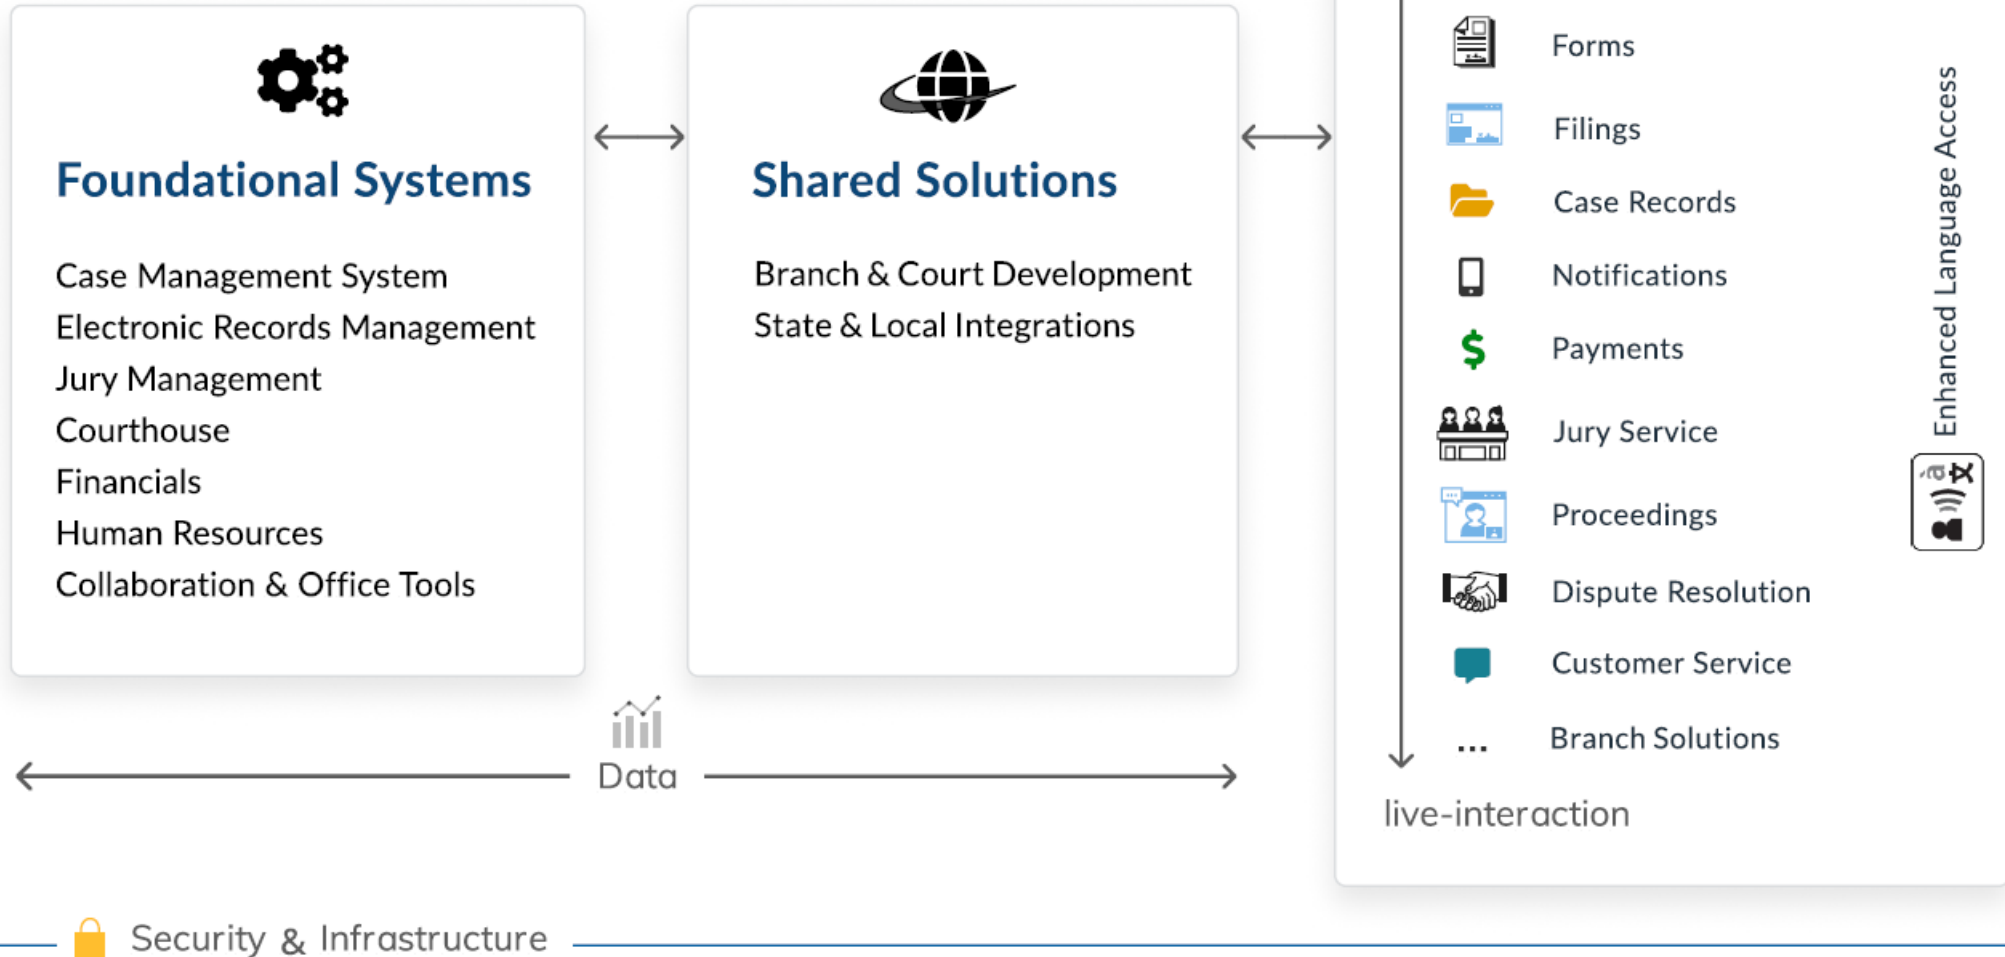 Foundational Systems
Case Management System
Electronic Records Management
Jury Management
Courthouse
Financials
Human Resources
Collaboration & Office Tools
Shared Solutions
Branch & Court Development
State & Local Integrations
Data
Forms
Filings
Case Records
Notifications
Payments
Jury Service
Proceedings
Dispute Resolution
Customer Service
... Branch Solutions
live-interaction
Enhanced Language Access
Security & Infrastructure